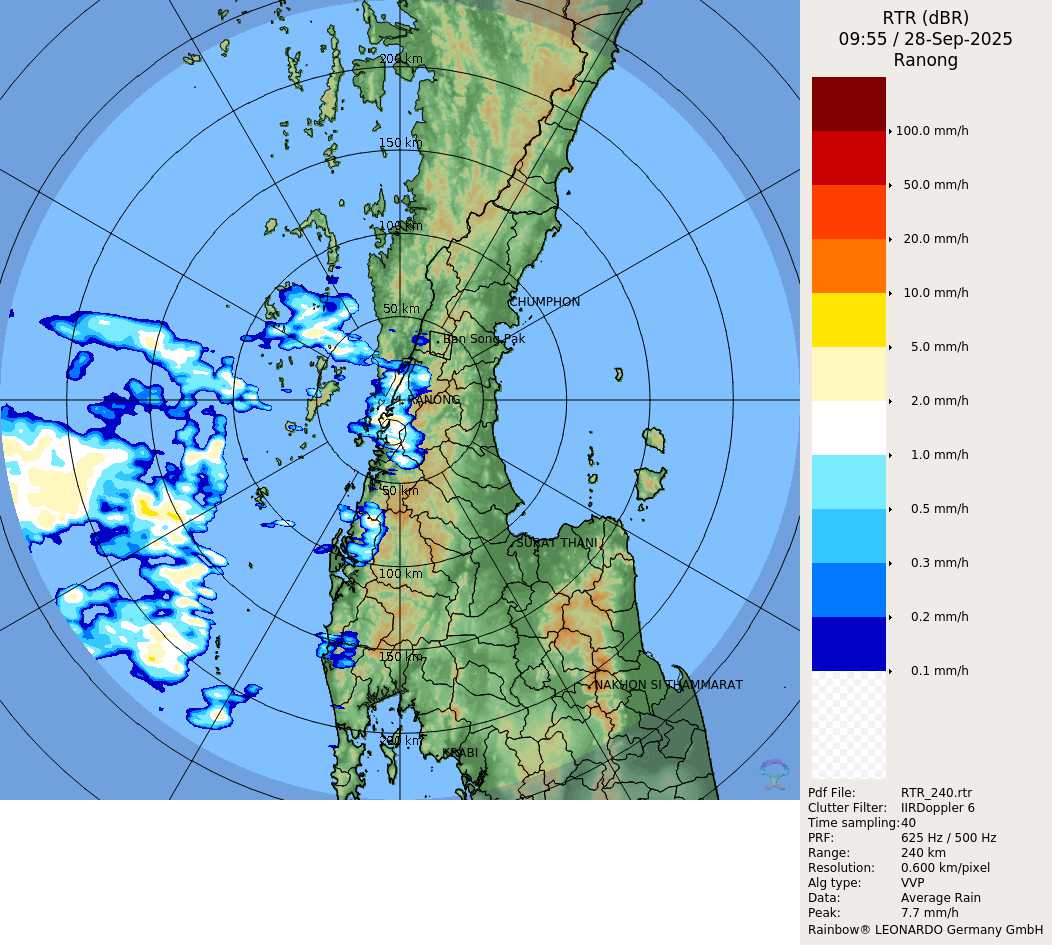 RTR (dBR)
09:55 / 28-Sep-2025
Ranong
100.0 mm/h
50.0 mm/h
20.0 mm/h
10.0 mm/h
5.0 mm/h
2.0 mm/h
1.0 mm/h
0.5 mm/h
0.3 mm/h
0.2 mm/h
0.1 mm/h
200 km
150 km
100 km
50 km
CHUMPHON
Ban Song Pak
RANONG
50 km
SURAT THANI
100 km
150 km
NAKHON SI THAMMARAT
200 km
KRABI
Pdf File: RTR_240.rtr
Clutter Filter: IIRDoppler 6
Time sampling:40
PRF: 625 Hz / 500 Hz
Range: 240 km
Resolution: 0.600 km/pixel
Alg type: VVP
Data: Average Rain
Peak: 7.7 mm/h
Rainbow® LEONARDO Germany GmbH